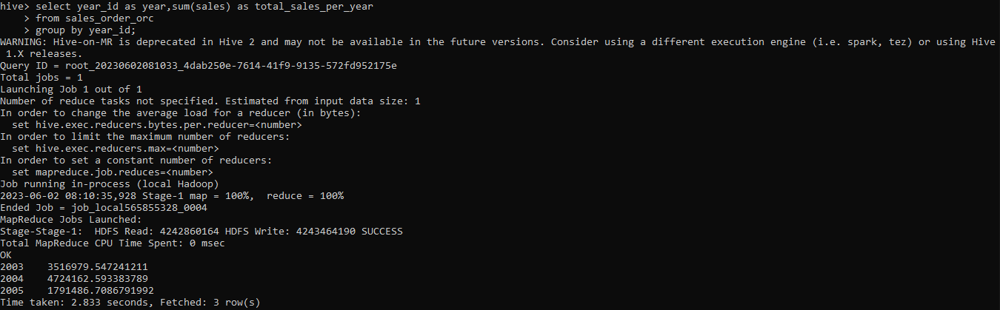 hive> select year_id as year,sum(sales) as total_sales_per_year
    > from sales_order_orc
    > group by year_id;
WARNING: Hive-on-MR is deprecated in Hive 2 and may not be available in the future versions. Consider using a different execution engine (i.e. spark, tez) or using Hive
 1.X releases.
Query ID = root_20230602081033_4dab250e-7614-41f9-9135-572fd952175e
Total jobs = 1
Launching Job 1 out of 1
Number of reduce tasks not specified. Estimated from input data size: 1
In order to change the average load for a reducer (in bytes):
  set hive.exec.reducers.bytes.per.reducer=<number>
In order to limit the maximum number of reducers:
  set hive.exec.reducers.max=<number>
In order to set a constant number of reducers:
  set mapreduce.job.reduces=<number>
Job running in-process (local Hadoop)
2023-06-02 08:10:35,928 Stage-1 map = 100%,  reduce = 100%
Ended Job = job_local565855328_0004
MapReduce Jobs Launched:
Stage-Stage-1:  HDFS Read: 4242860164 HDFS Write: 4243464190 SUCCESS
Total MapReduce CPU Time Spent: 0 msec
OK
2003    3516979.547241211
2004    4724162.593383789
2005    1791486.7086791992
Time taken: 2.833 seconds, Fetched: 3 row(s)